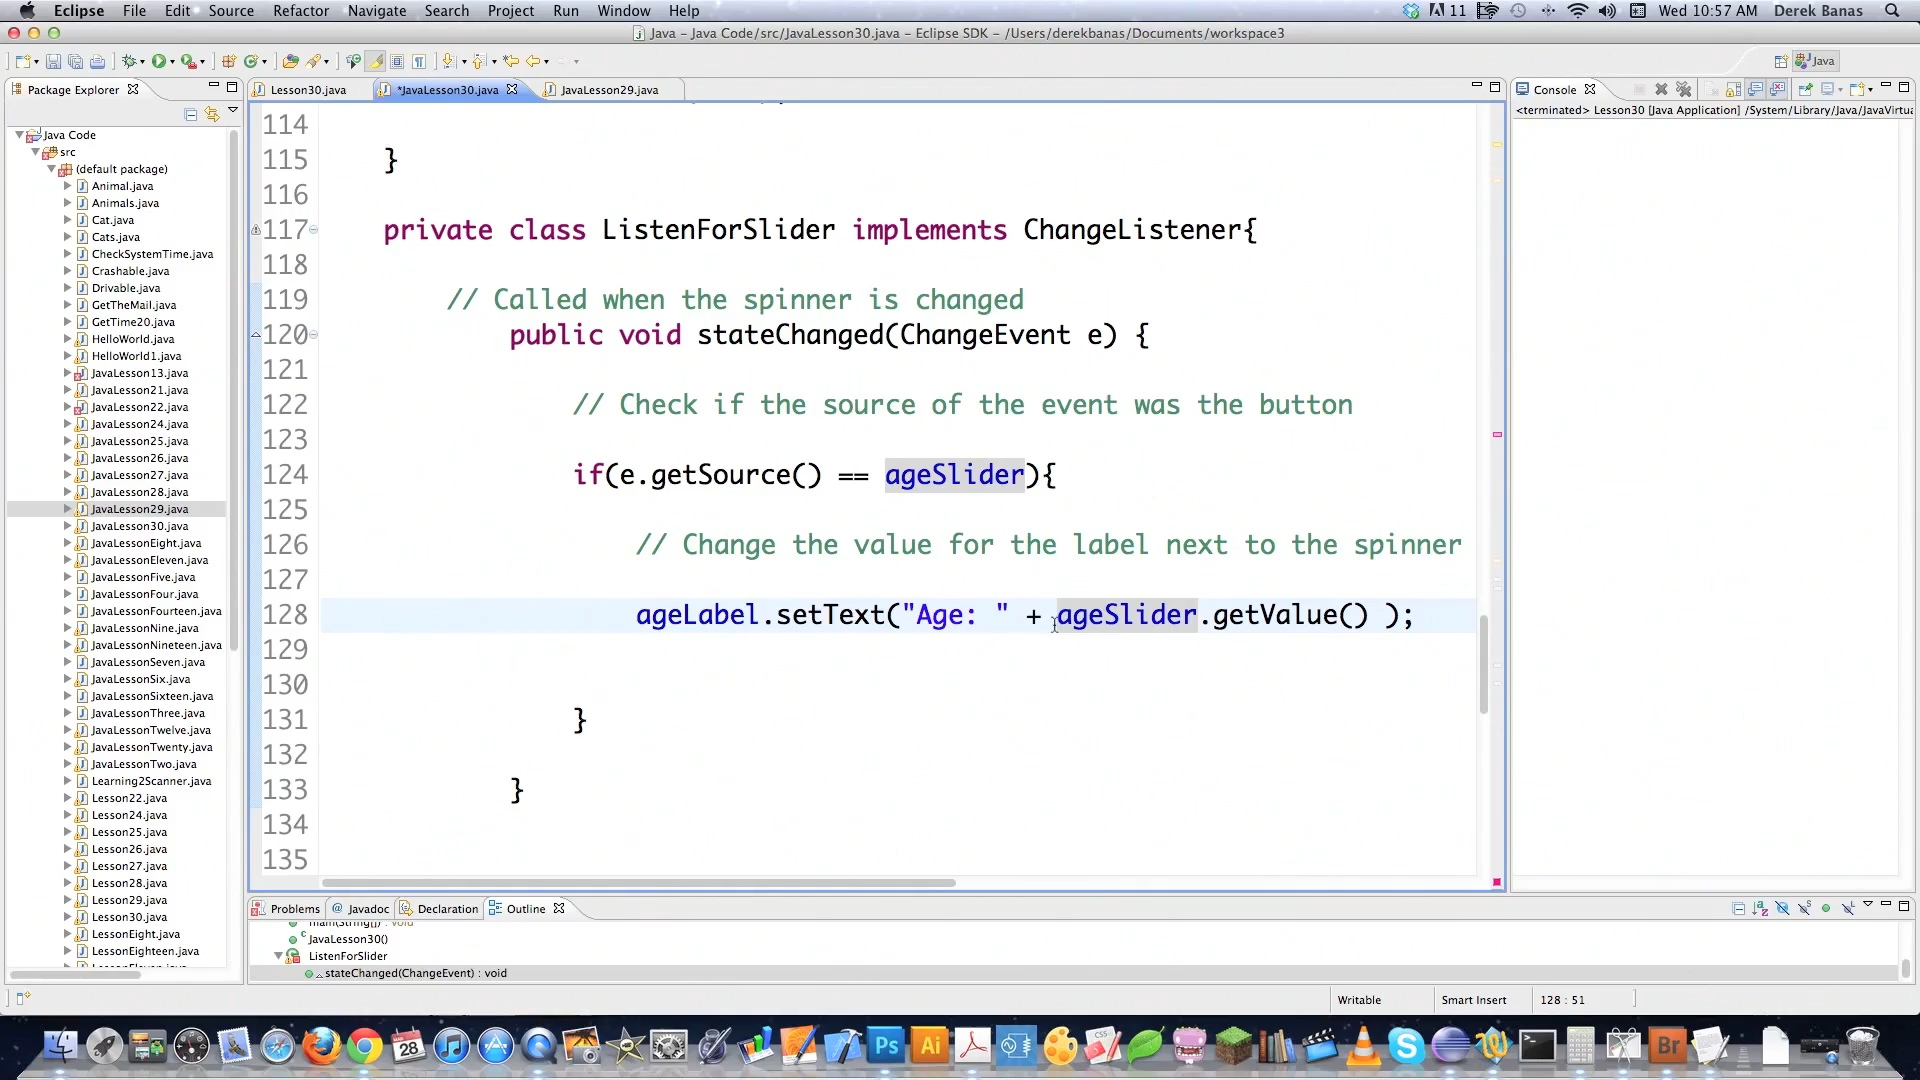 Eclipse File Edit Source Refactor Navigate Search Project Run Window Help 11 Wed 10:57 AM Derek Banas
Java – Java Code/src/JavaLesson30.java – Eclipse SDK – /Users/derekbanas/Documents/workspace3
Java
Package Explorer
Lesson30.java
*JavaLesson30.java
JavaLesson29.java
Console
<terminated> Lesson30 [Java Application] /System/Library/Java/JavaVirtua
Java Code
src
(default package)
Animal.java
Animals.java
Cat.java
Cats.java
CheckSystemTime.java
Crashable.java
Drivable.java
GetTheMail.java
GetTime20.java
HelloWorld.java
HelloWorld1.java
JavaLesson13.java
JavaLesson21.java
JavaLesson22.java
JavaLesson24.java
JavaLesson25.java
JavaLesson26.java
JavaLesson27.java
JavaLesson28.java
JavaLesson29.java
JavaLesson30.java
JavaLessonEight.java
JavaLessonEleven.java
JavaLessonFive.java
JavaLessonFour.java
JavaLessonFourteen.java
JavaLessonNine.java
JavaLessonNineteen.java
JavaLessonSeven.java
JavaLessonSix.java
JavaLessonSixteen.java
JavaLessonThree.java
JavaLessonTwelve.java
JavaLessonTwenty.java
JavaLessonTwo.java
Learning2Scanner.java
Lesson22.java
Lesson24.java
Lesson25.java
Lesson26.java
Lesson27.java
Lesson28.java
Lesson29.java
Lesson30.java
LessonEight.java
LessonEighteen.java
114
115 }
116
117 private class ListenForSlider implements ChangeListener{
118
119 // Called when the spinner is changed
120 public void stateChanged(ChangeEvent e) {
121
122 // Check if the source of the event was the button
123
124 if(e.getSource() == ageSlider){
125
126 // Change the value for the label next to the spinner
127
128 ageLabel.setText("Age: " + ageSlider.getValue() );
129
130
131 }
132
133 }
134
135
Problems @ Javadoc Declaration Outline
main(String[]) : void
JavaLesson30()
ListenForSlider
stateChanged(ChangeEvent) : void
Writable Smart Insert 128 : 51
28 Ps Ai CSS Br